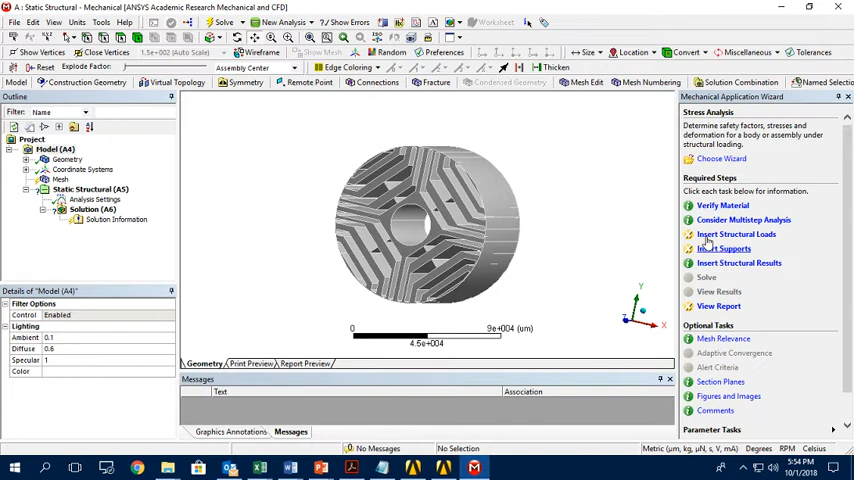 A : Static Structural - Mechanical [ANSYS Academic Research Mechanical and CFD]
File Edit View Units Tools Help Solve New Analysis Show Errors Worksheet
Show Vertices Close Vertices 1.5e+002 (Auto Scale) Wireframe Show Mesh Random Preferences Size Location Convert Miscellaneous Tolerances
Reset Explode Factor: Assembly Center Edge Coloring Thicken
Model Construction Geometry Virtual Topology Symmetry Remote Point Connections Fracture Condensed Geometry Mesh Edit Mesh Numbering Solution Combination Named Selec
Outline
Filter: Name
Project
Model (A4)
Geometry
Coordinate Systems
Mesh
Static Structural (A5)
Analysis Settings
Solution (A6)
Solution Information
Details of "Model (A4)"
Filter Options
Control Enabled
Lighting
Ambient 0.1
Diffuse 0.6
Specular 1
Color
0 9e+004 (um)
4.5e+004
Y
X
Z
Geometry Print Preview Report Preview
Messages
Text Association
Graphics Annotations Messages
Mechanical Application Wizard
Stress Analysis
Determine safety factors, stresses and
deformation for a body or assembly under
structural loading.
Choose Wizard
Required Steps
Click each task below for information.
Verify Material
Consider Multistep Analysis
Insert Structural Loads
Insert Supports
Insert Structural Results
Solve
View Results
View Report
Optional Tasks
Mesh Relevance
Adaptive Convergence
Alert Criteria
Section Planes
Figures and Images
Comments
Parameter Tasks
No Messages No Selection Metric (um, kg, µN, s, V, mA) Degrees RPM Celsius
5:54 PM
10/1/2018